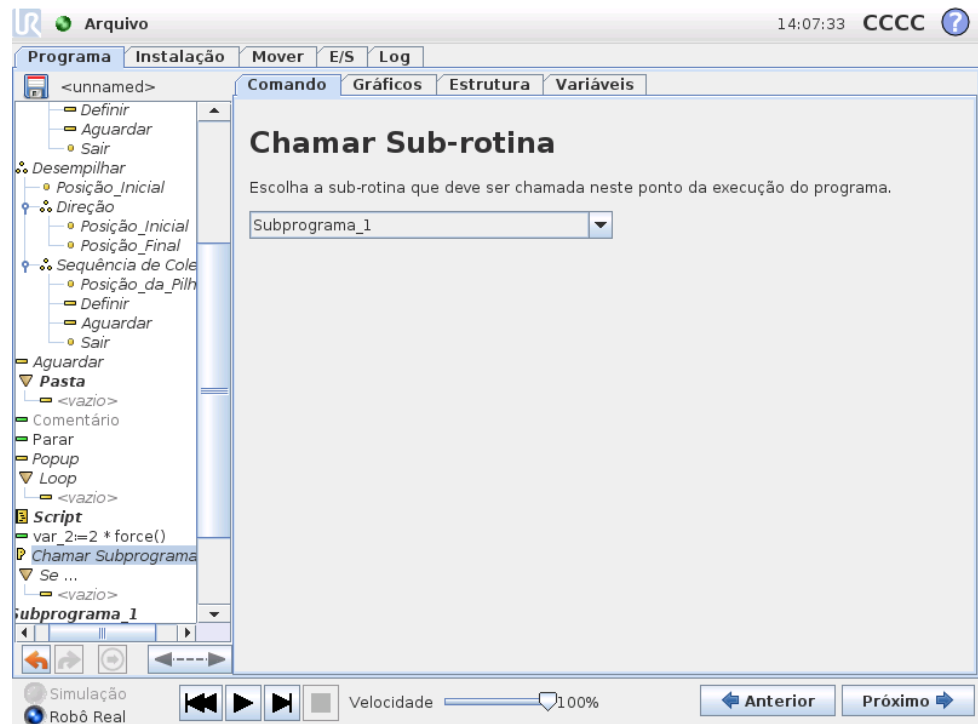 UR Arquivo 14:07:33 CCCC ?
Programa Instalação Mover E/S Log
<unnamed>
Comando Gráficos Estrutura Variáveis
Definir
Aguardar
Sair
Desempilhar
Posição_Inicial
Direção
Posição_Inicial
Posição_Final
Sequência de Cole
Posição_da_Pilh
Definir
Aguardar
Sair
Aguardar
Pasta
<vazio>
Comentário
Parar
Popup
Loop
<vazio>
Script
var_2:=2 * force()
Chamar Subprograma
Se ...
<vazio>
Subprograma_1
Chamar Sub-rotina
Escolha a sub-rotina que deve ser chamada neste ponto da execução do programa.
Subprograma_1
Simulação
Robô Real
Velocidade 100%
Anterior Próximo